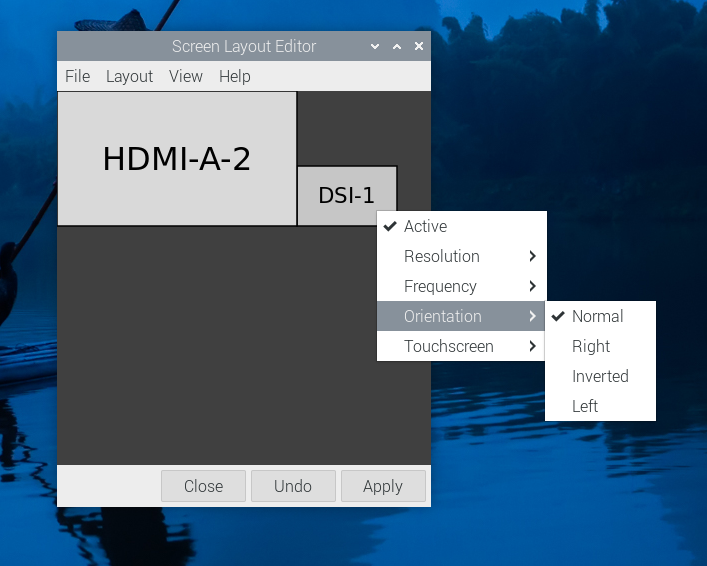 Screen Layout Editor
File Layout View Help
HDMI-A-2
DSI-1
Active
Resolution
Frequency
Orientation
Touchscreen
Normal
Right
Inverted
Left
Close Undo Apply